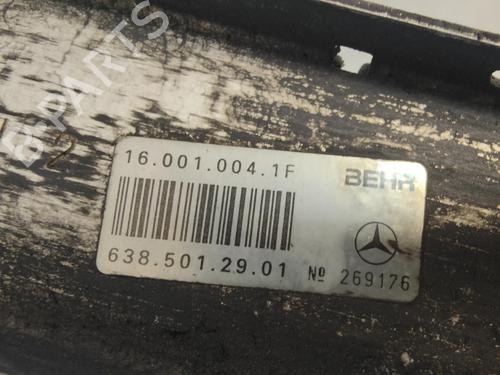 B-PARTS
16.001.004.1F
BEHR
638.501.29.01
Nº 269176